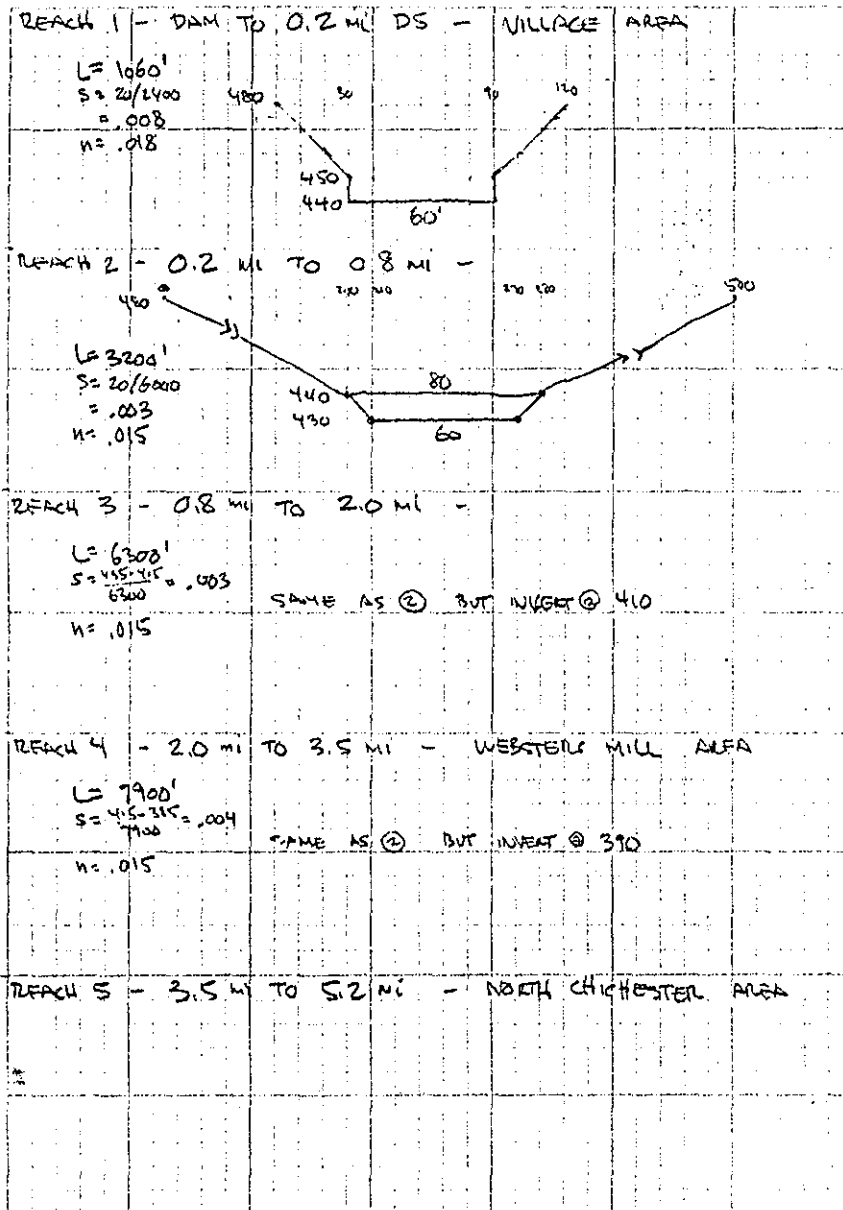 REACH 1 - DAM TO 0.2 MI DS - VILLAGE AREA
L= 1060'
S= 20/2400
= .008
n= .018
480 30 90 120
450
440
60'
REACH 2 - 0.2 MI TO 0.8 MI -
480 500
L= 3200'
S= 20/6000
= .003
n= .015
440 80
430 60
REACH 3 - 0.8 mi TO 2.0 MI -
L= 6300'
S= 435-415/6300 = .003
SAME AS ② BUT INVERT @ 410
n= .015
REACH 4 - 2.0 mi TO 3.5 MI - WEBSTERS MILL AREA
L= 7900'
S= 415-385/7900 = .004
SAME AS ② BUT INVERT @ 390
n= .015
REACH 5 - 3.5 MI TO 5.2 Mi - NORTH CHICHESTER AREA